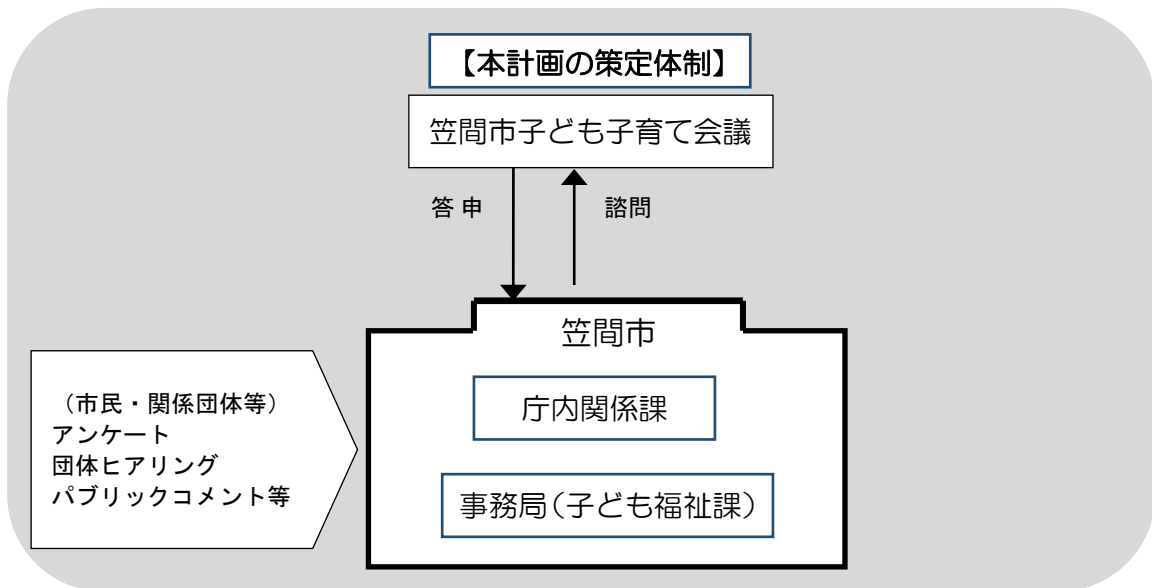 【本計画の策定体制】
笠間市子ども子育て会議
答 申
諮問
笠間市
庁内関係課
事務局（子ども福祉課）
（市民・関係団体等）
アンケート
団体ヒアリング
パブリックコメント等